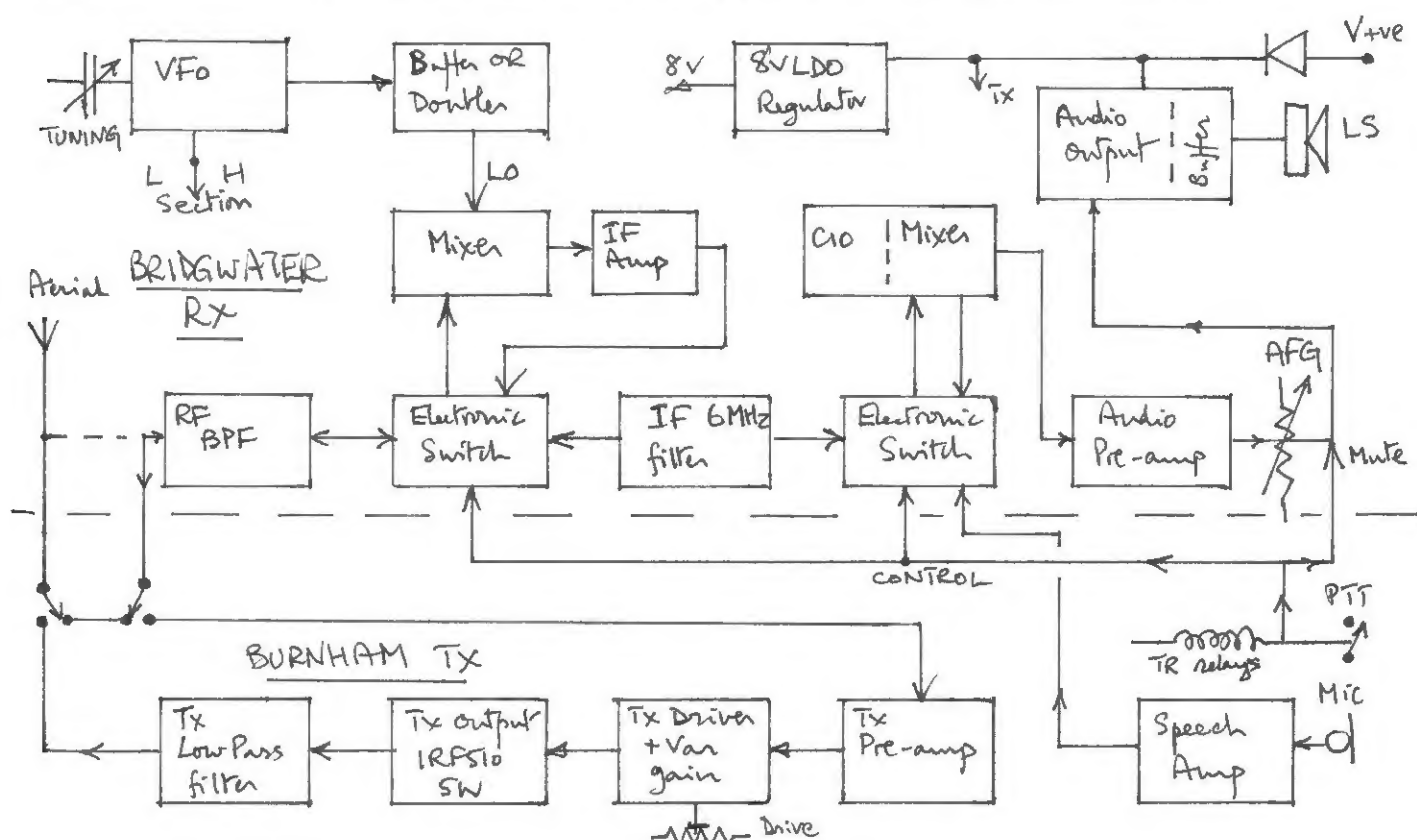 VFO
TUNING
L H
Section
Buffer OR
Doubler
LO
8V
8V LDO
Regulator
TX
V+ve
Audio
output
LS
Mixer
IF
Amp
CIO
Mixer
BRIDGWATER
RX
Aerial
RF
BPF
Electronic
Switch
IF 6MHz
filter
Electronic
Switch
Audio
Pre-amp
AFG
Mute
CONTROL
PTT
TR relays
BURNHAM TX
Tx
Low Pass
filter
Tx output
IRF510
5W
Tx Driver
+ Var
gain
Drive
Tx
Pre-amp
Speech
Amp
Mic